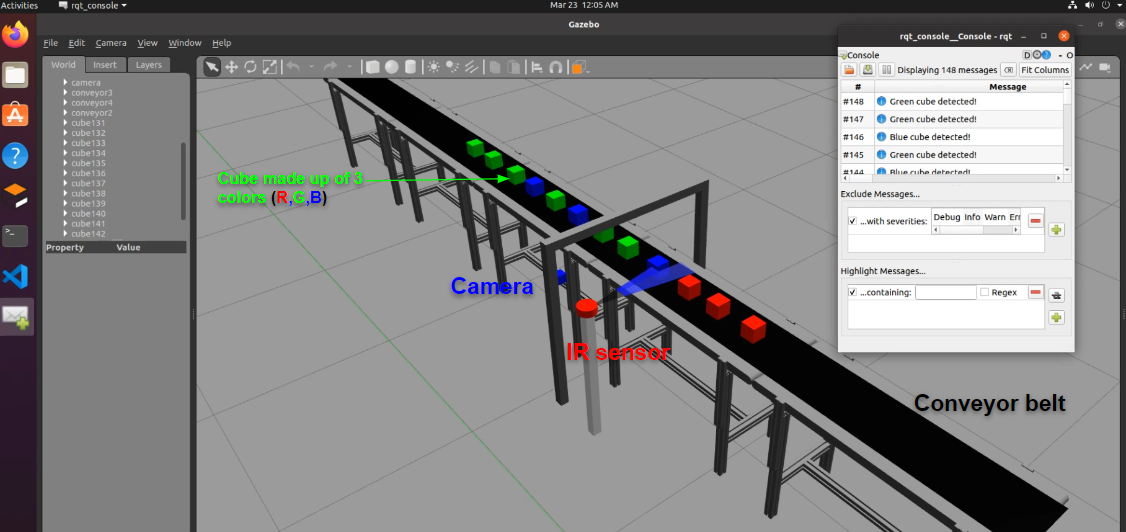 Activities
rqt_console
Mar 23 12:05 AM
Gazebo
File Edit Camera View Window Help
World Insert Layers
camera
conveyor3
conveyor4
conveyor2
cube131
cube132
cube133
cube134
cube135
cube136
cube137
cube138
cube139
cube140
cube141
cube142
Property Value
Cube made up of 3
colors (R,G,B)
Camera
IR sensor
Conveyor belt
rqt_console__Console - rqt
Console
D
- O
Displaying 148 messages
Fit Columns
# Message
#148 Green cube detected!
#147 Green cube detected!
#146 Blue cube detected!
#145 Green cube detected!
#144 Blue cube detected!
Exclude Messages...
...with severities: Debug Info Warn Err
Highlight Messages...
...containing: Regex